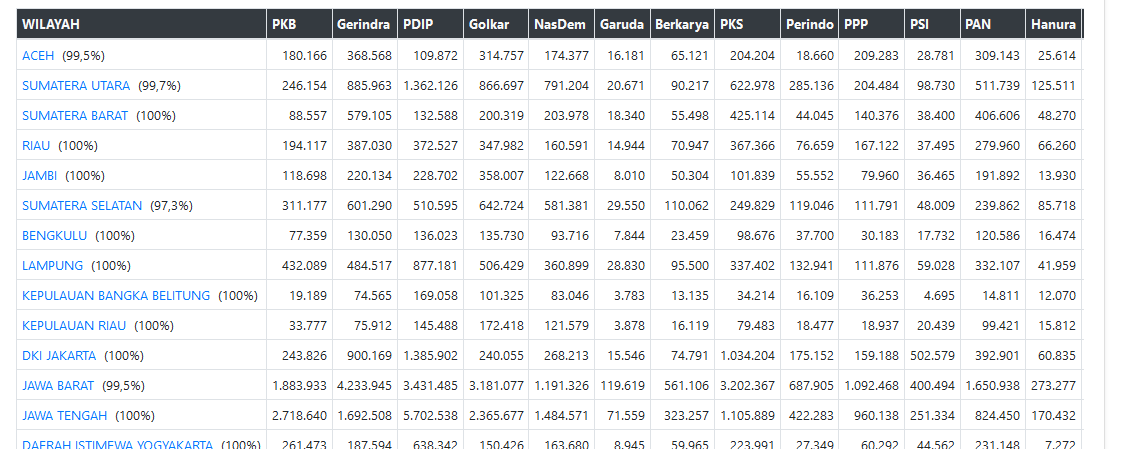 WILAYAH PKB Gerindra PDIP Golkar NasDem Garuda Berkarya PKS Perindo PPP PSI PAN Hanura
ACEH (99,5%) 180.166 368.568 109.872 314.757 174.377 16.181 65.121 204.204 18.660 209.283 28.781 309.143 25.614
SUMATERA UTARA (99,7%) 246.154 885.963 1.362.126 866.697 791.204 20.671 90.217 622.978 285.136 204.484 98.730 511.739 125.511
SUMATERA BARAT (100%) 88.557 579.105 132.588 200.319 203.978 18.340 55.498 425.114 44.045 140.376 38.400 406.606 48.270
RIAU (100%) 194.117 387.030 372.527 347.982 160.591 14.944 70.947 367.366 76.659 167.122 37.495 279.960 66.260
JAMBI (100%) 118.698 220.134 228.702 358.007 122.668 8.010 50.304 101.839 55.552 79.960 36.465 191.892 13.930
SUMATERA SELATAN (97,3%) 311.177 601.290 510.595 642.724 581.381 29.550 110.062 249.829 119.046 111.791 48.009 239.862 85.718
BENGKULU (100%) 77.359 130.050 136.023 135.730 93.716 7.844 23.459 98.676 37.700 30.183 17.732 120.586 16.474
LAMPUNG (100%) 432.089 484.517 877.181 506.429 360.899 28.830 95.500 337.402 132.941 111.876 59.028 332.107 41.959
KEPULAUAN BANGKA BELITUNG (100%) 19.189 74.565 169.058 101.325 83.046 3.783 13.135 34.214 16.109 36.253 4.695 14.811 12.070
KEPULAUAN RIAU (100%) 33.777 75.912 145.488 172.418 121.579 3.878 16.119 79.483 18.477 18.937 20.439 99.421 15.812
DKI JAKARTA (100%) 243.826 900.169 1.385.902 240.055 268.213 15.546 74.791 1.034.204 175.152 159.188 502.579 392.901 60.835
JAWA BARAT (99,5%) 1.883.933 4.233.945 3.431.485 3.181.077 1.191.326 119.619 561.106 3.202.367 687.905 1.092.468 400.494 1.650.938 273.277
JAWA TENGAH (100%) 2.718.640 1.692.508 5.702.538 2.365.677 1.484.571 71.559 323.257 1.105.889 422.283 960.138 251.334 824.450 170.432
DAERAH ISTIMEWA YOGYAKARTA (100%) 261.473 187.594 638.342 150.426 163.680 8.945 59.965 223.991 27.349 60.292 44.562 231.148 7.272